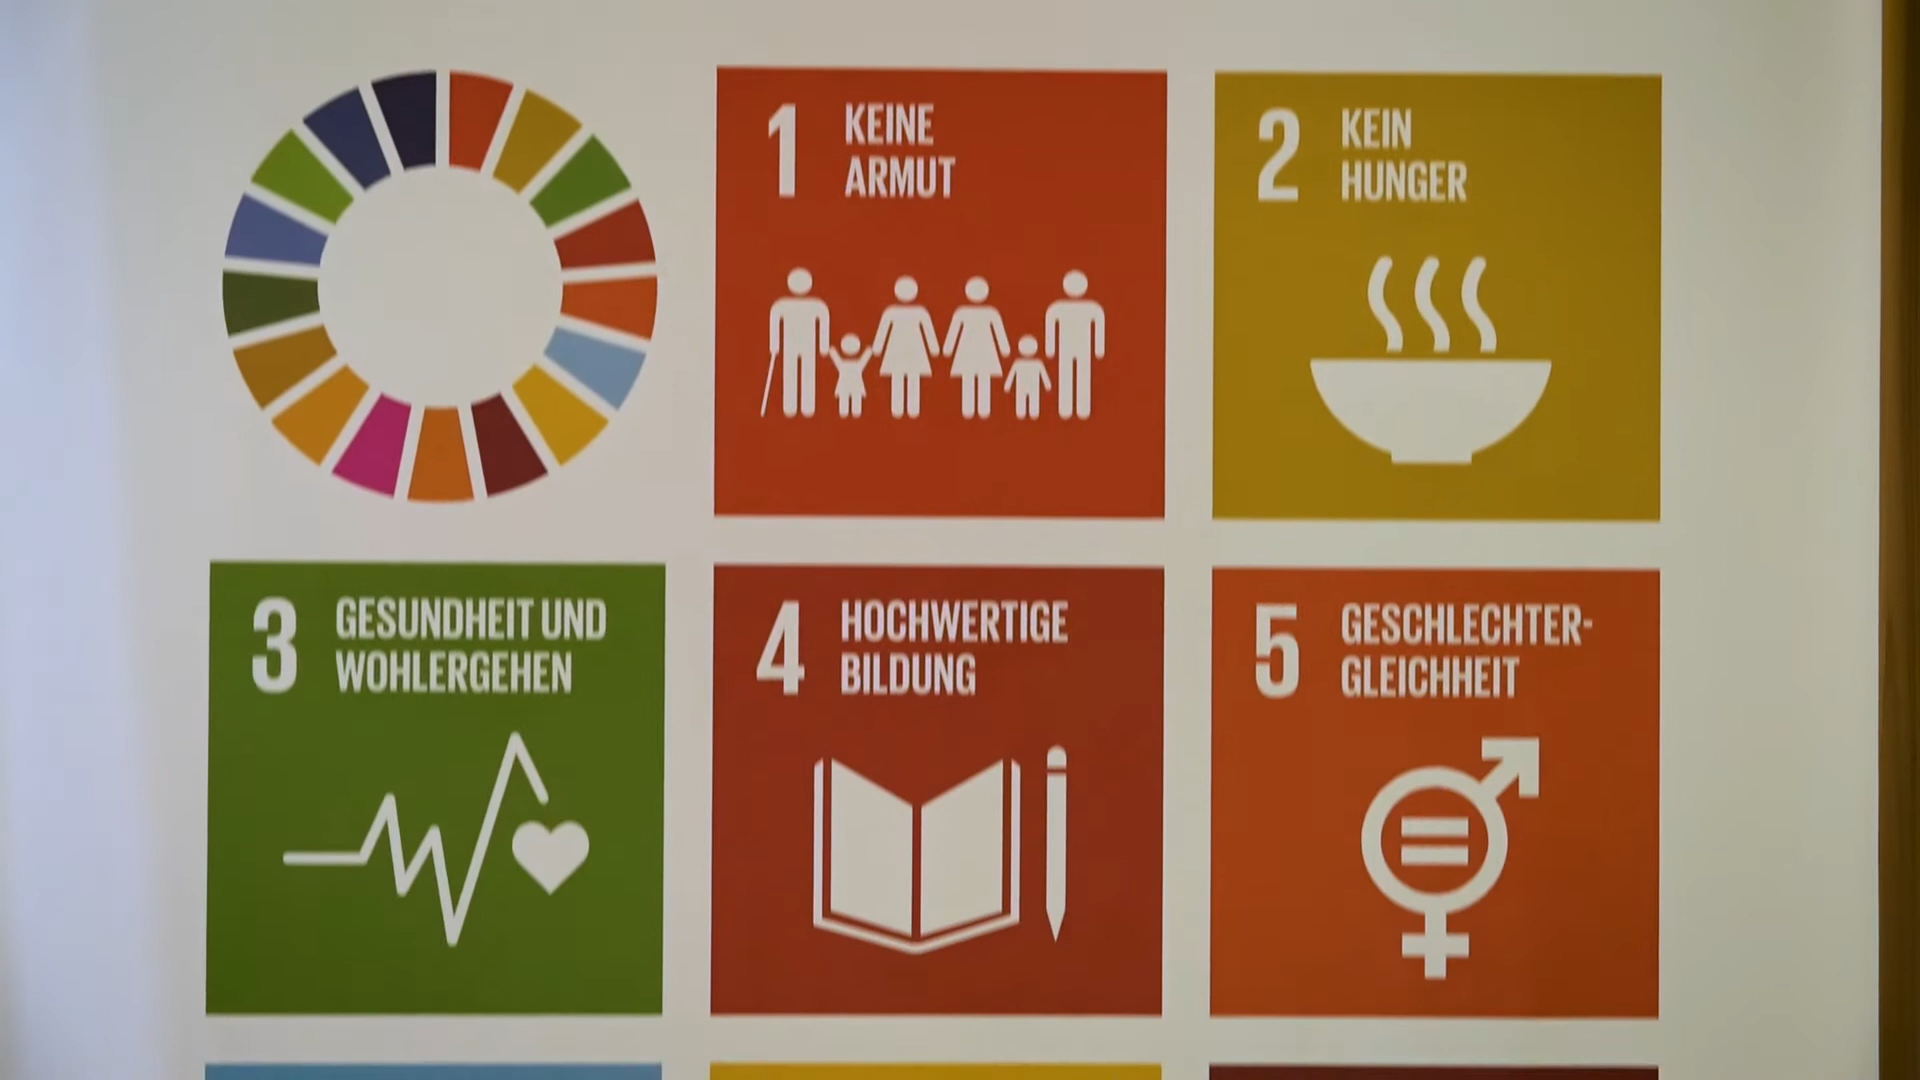 1 KEINE
ARMUT
2 KEIN
HUNGER
3 GESUNDHEIT UND
WOHLERGEHEN
4 HOCHWERTIGE
BILDUNG
5 GESCHLECHTER-
GLEICHHEIT